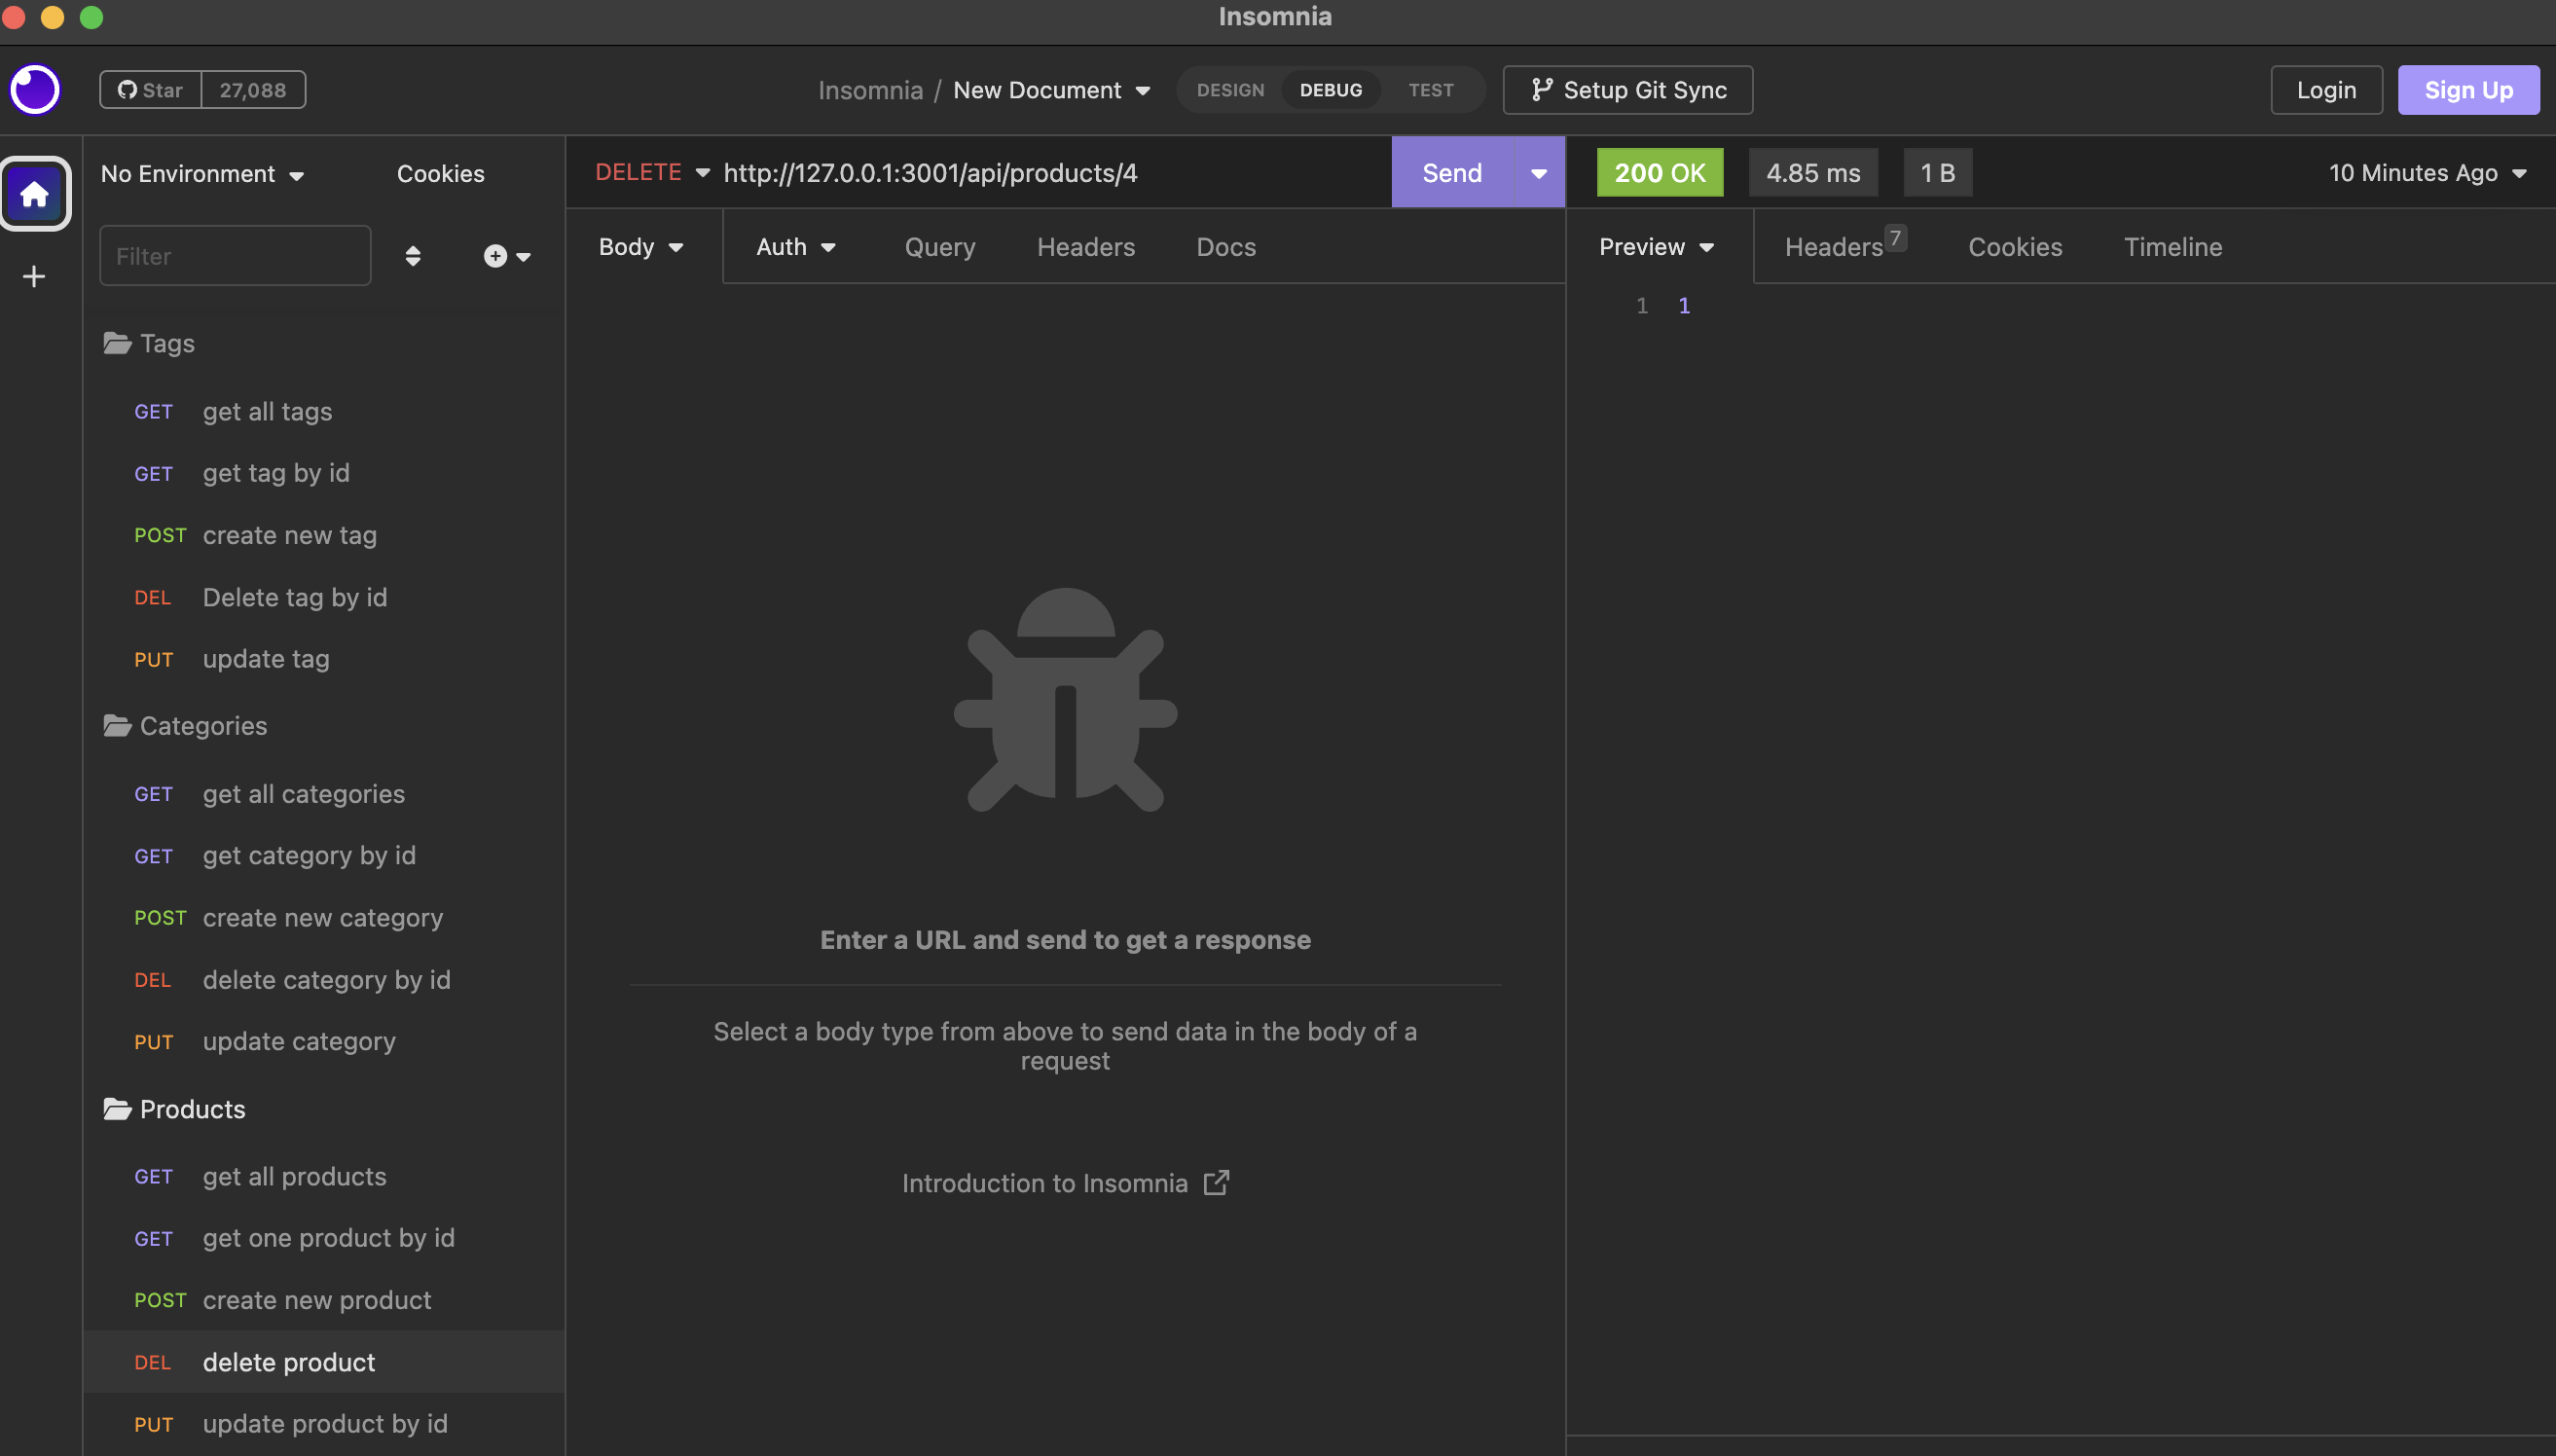 Insomnia
Star 27,088
Insomnia / New Document
DESIGN DEBUG TEST
Setup Git Sync
Login
Sign Up
No Environment
Cookies
Filter
Tags
GET get all tags
GET get tag by id
POST create new tag
DEL Delete tag by id
PUT update tag
Categories
GET get all categories
GET get category by id
POST create new category
DEL delete category by id
PUT update category
Products
GET get all products
GET get one product by id
POST create new product
DEL delete product
PUT update product by id
DELETE http://127.0.0.1:3001/api/products/4
Send
Body Auth Query Headers Docs
Enter a URL and send to get a response
Select a body type from above to send data in the body of a
request
Introduction to Insomnia
200 OK 4.85 ms 1 B
10 Minutes Ago
Preview Headers 7 Cookies Timeline
1 1